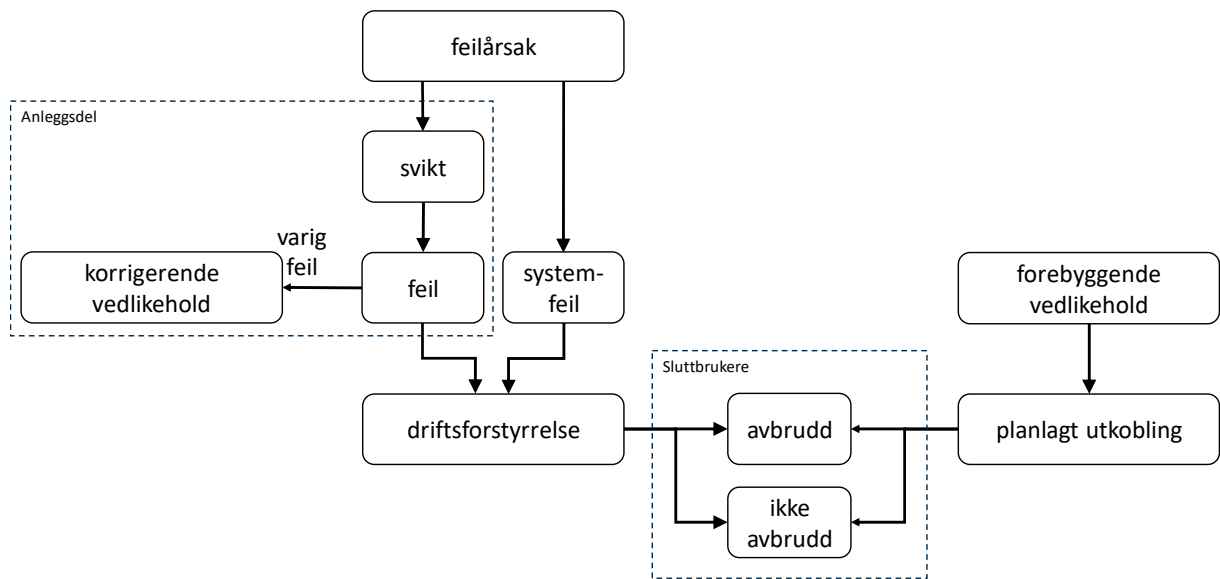 feilårsak
Anleggsdel
svikt
varig
feil
korrigerende
vedlikehold
feil
system-
feil
forebyggende
vedlikehold
Sluttbrukere
driftsforstyrrelse
avbrudd
planlagt utkobling
ikke
avbrudd